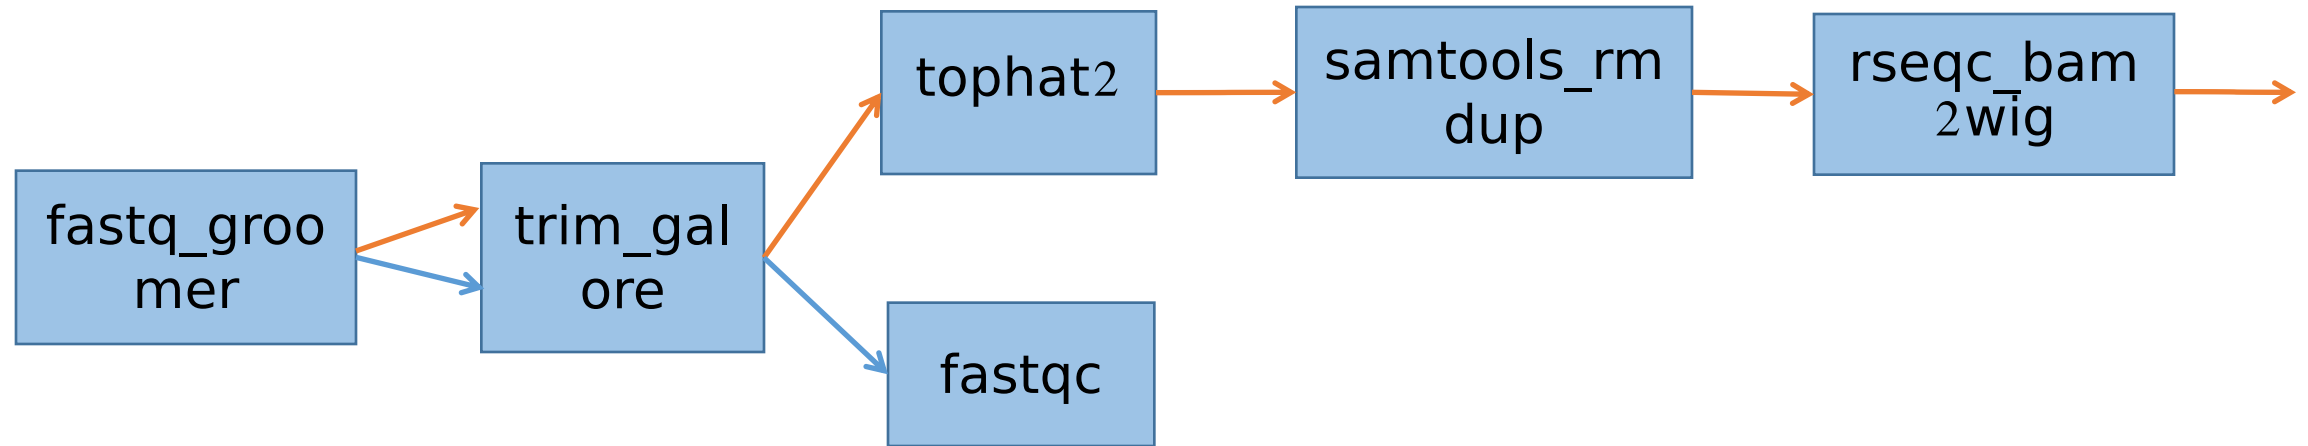 fastq_groo
mer
trim_gal
ore
tophat2
fastqc
samtools_rm
dup
rseqc_bam
2wig